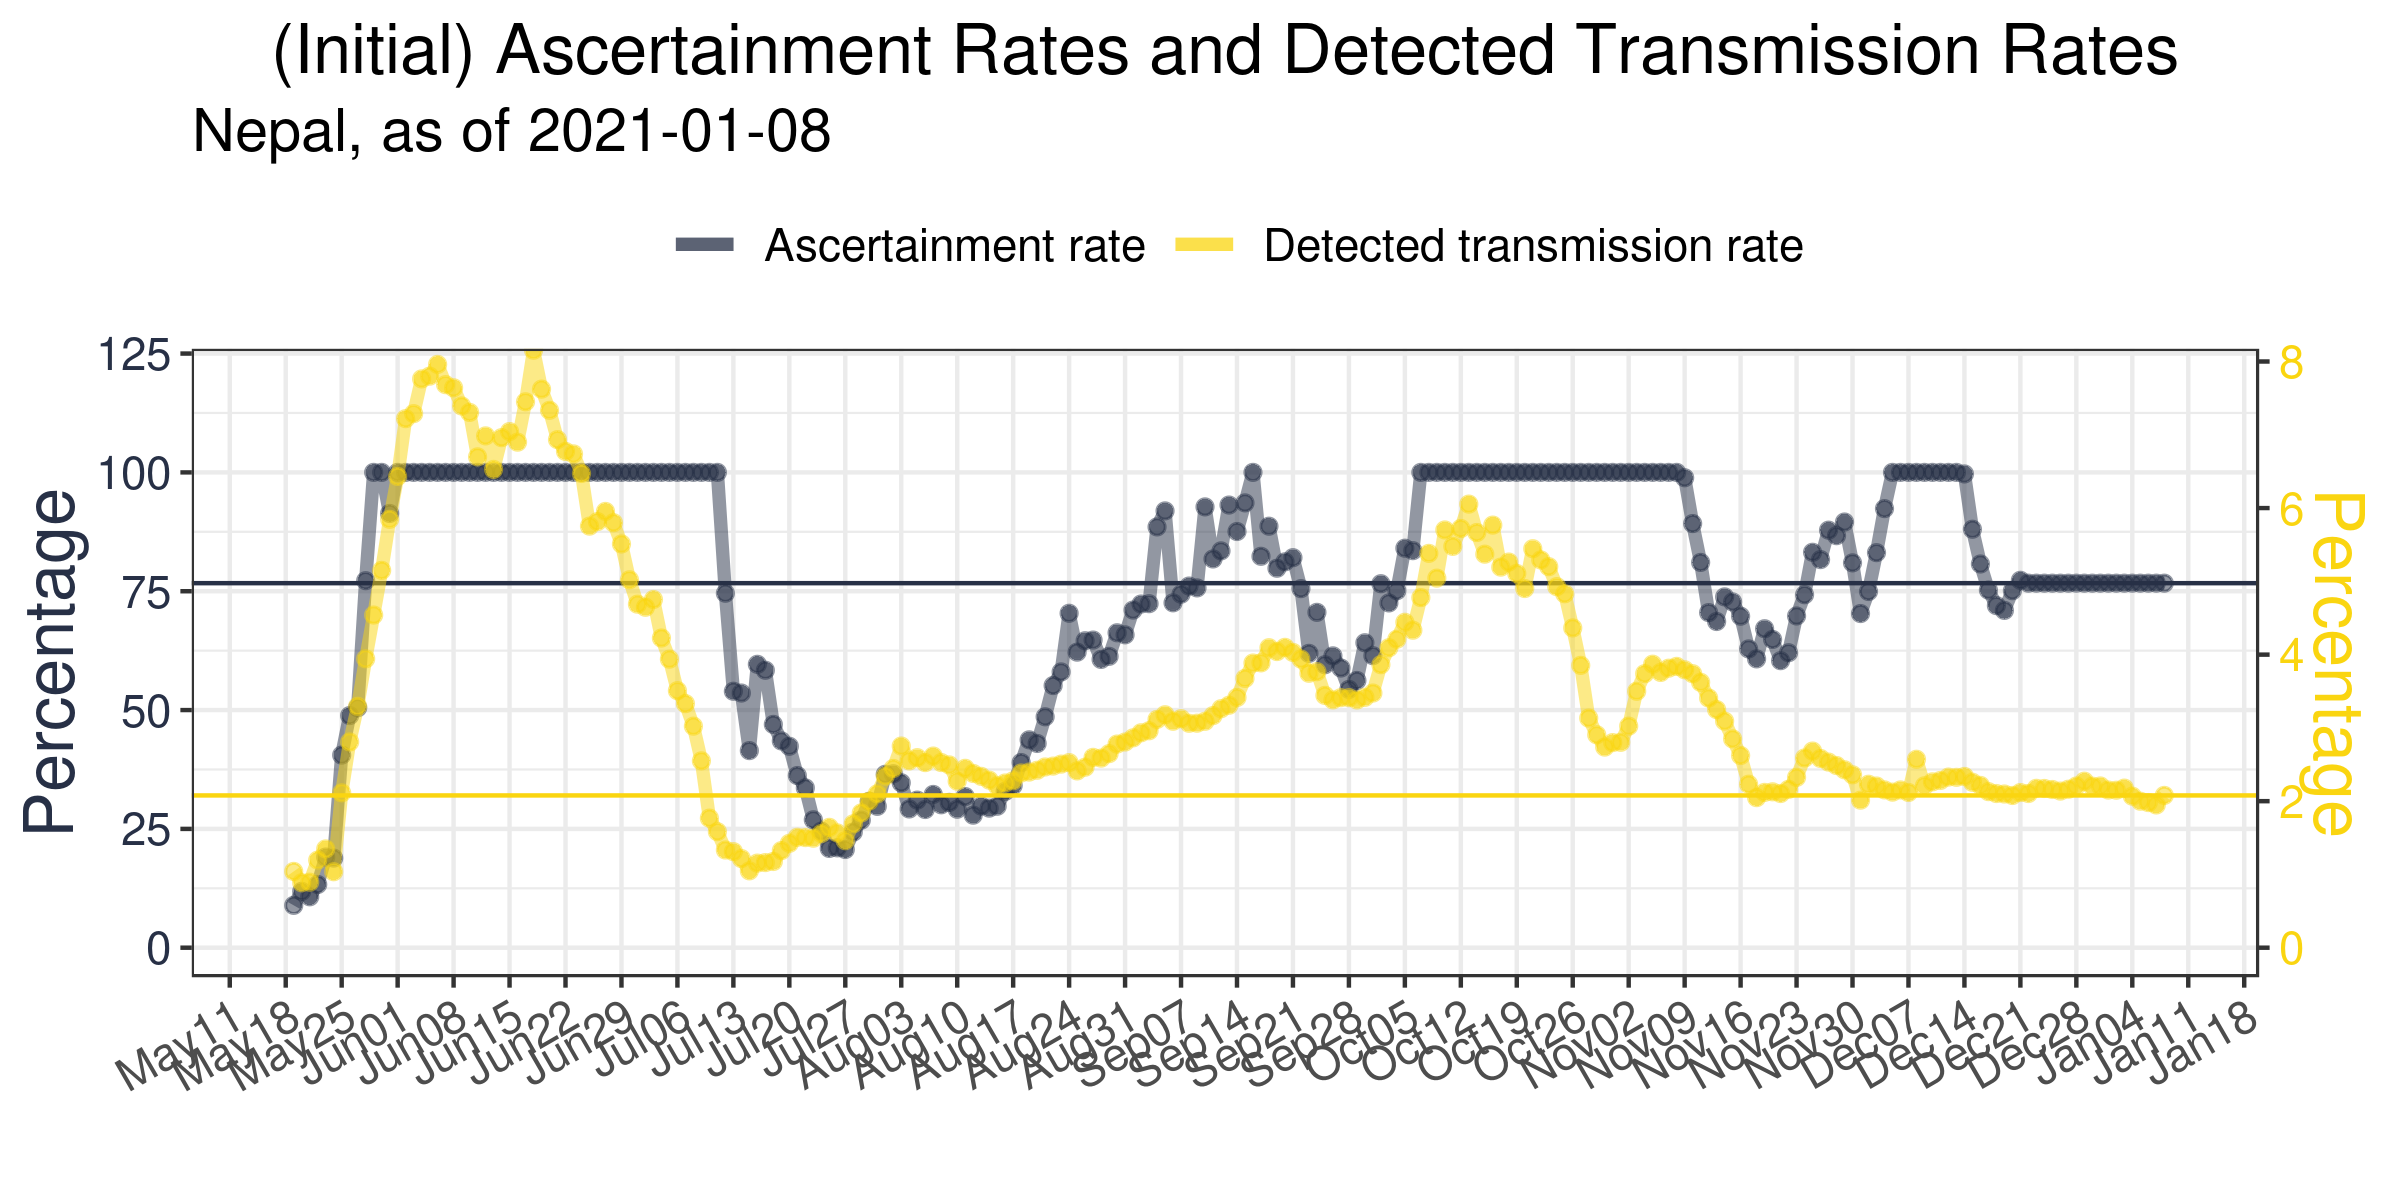 (Initial) Ascertainment Rates and Detected Transmission Rates
Nepal, as of 2021-01-08
Ascertainment rate
Detected transmission rate
Percentage
125
100
75
50
25
0
8
6
4
2
0
Percentage
May11
May18
May25
Jun01
Jun08
Jun15
Jun22
Jun29
Jul06
Jul13
Jul20
Jul27
Aug03
Aug10
Aug17
Aug24
Aug31
Sep07
Sep14
Sep21
Sep28
Oct05
Oct12
Oct19
Oct26
Nov02
Nov09
Nov16
Nov23
Nov30
Dec07
Dec14
Dec21
Dec28
Jan04
Jan11
Jan18